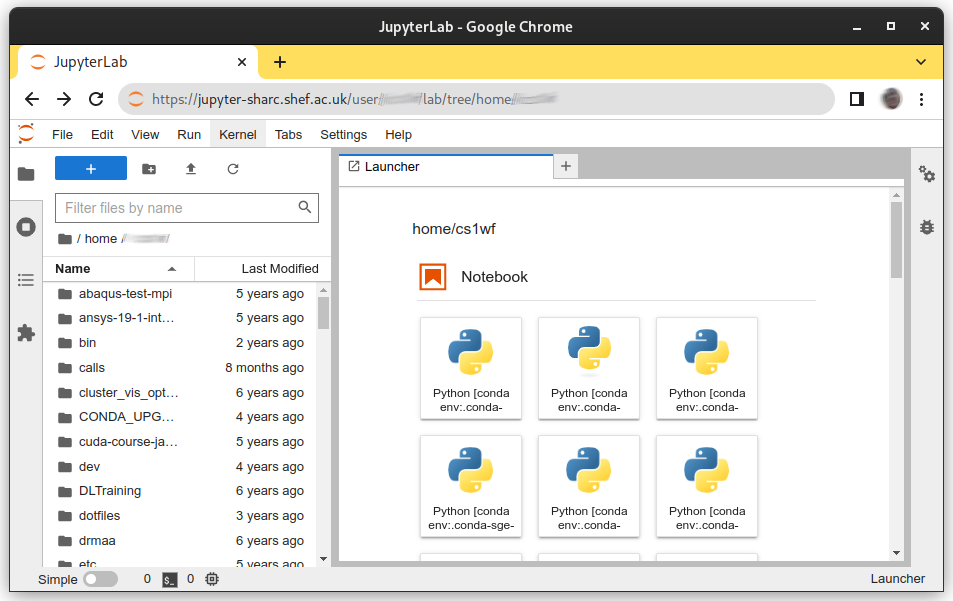 JupyterLab - Google Chrome
JupyterLab
https://jupyter-sharc.shef.ac.uk/user/ /lab/tree/home/
File Edit View Run Kernel Tabs Settings Help
Launcher
Filter files by name
/ home / /
Name Last Modified
abaqus-test-mpi 5 years ago
ansys-19-1-int… 5 years ago
bin 2 years ago
calls 8 months ago
cluster_vis_opt… 6 years ago
CONDA_UPG… 4 years ago
cuda-course-ja… 5 years ago
dev 4 years ago
DLTraining 6 years ago
dotfiles 3 years ago
drmaa 6 years ago
etc 5 years ago
home/cs1wf
Notebook
Python [conda env:.conda-
Python [conda env:.conda-
Python [conda env:.conda-
Python [conda env:.conda-sge-
Python [conda env:.conda-
Python [conda env:.conda-
Simple 0 $_ 0 Launcher